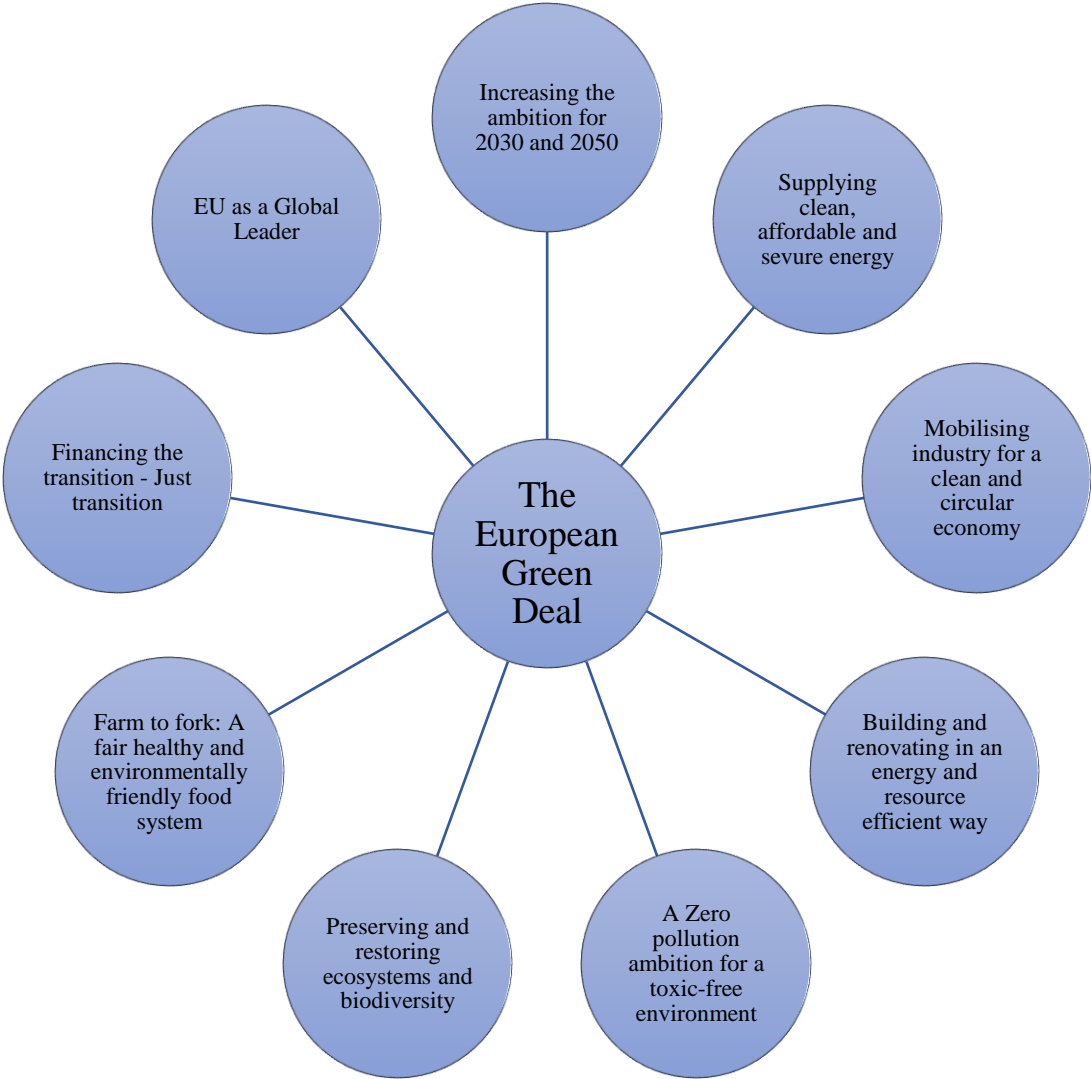 Increasing the
ambition for
2030 and 2050
Supplying
clean,
affordable and
sevure energy
Mobilising
industry for a
clean and
circular
economy
Building and
renovating in an
energy and
resource
efficient way
A Zero
pollution
ambition for a
toxic-free
environment
Preserving and
restoring
ecosystems and
biodiversity
Farm to fork: A
fair healthy and
environmentally
friendly food
system
Financing the
transition - Just
transition
EU as a Global
Leader
The
European
Green
Deal